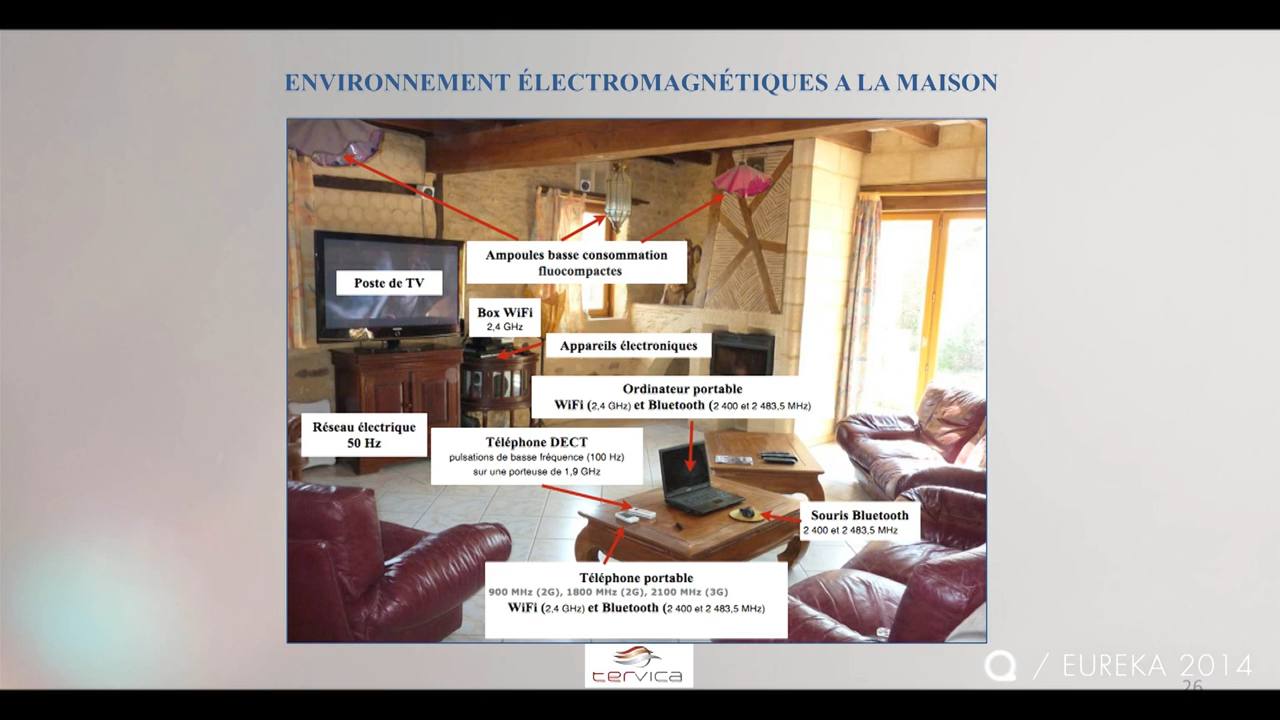 ENVIRONNEMENT ÉLECTROMAGNÉTIQUES A LA MAISON
Ampoules basse consommation
fluocompactes
Poste de TV
Box WiFi
2,4 GHz
Appareils électroniques
Ordinateur portable
WiFi (2,4 GHz) et Bluetooth (2 400 et 2 483,5 MHz)
Réseau électrique
50 Hz
Téléphone DECT
pulsations de basse fréquence (100 Hz)
sur une porteuse de 1,9 GHz
Souris Bluetooth
2 400 et 2 483,5 MHz
Téléphone portable
900 MHz (2G), 1800 MHz (2G), 2100 MHz (3G)
WiFi (2,4 GHz) et Bluetooth (2 400 et 2 483,5 MHz)
tervica
/ EUREKA 2014
26